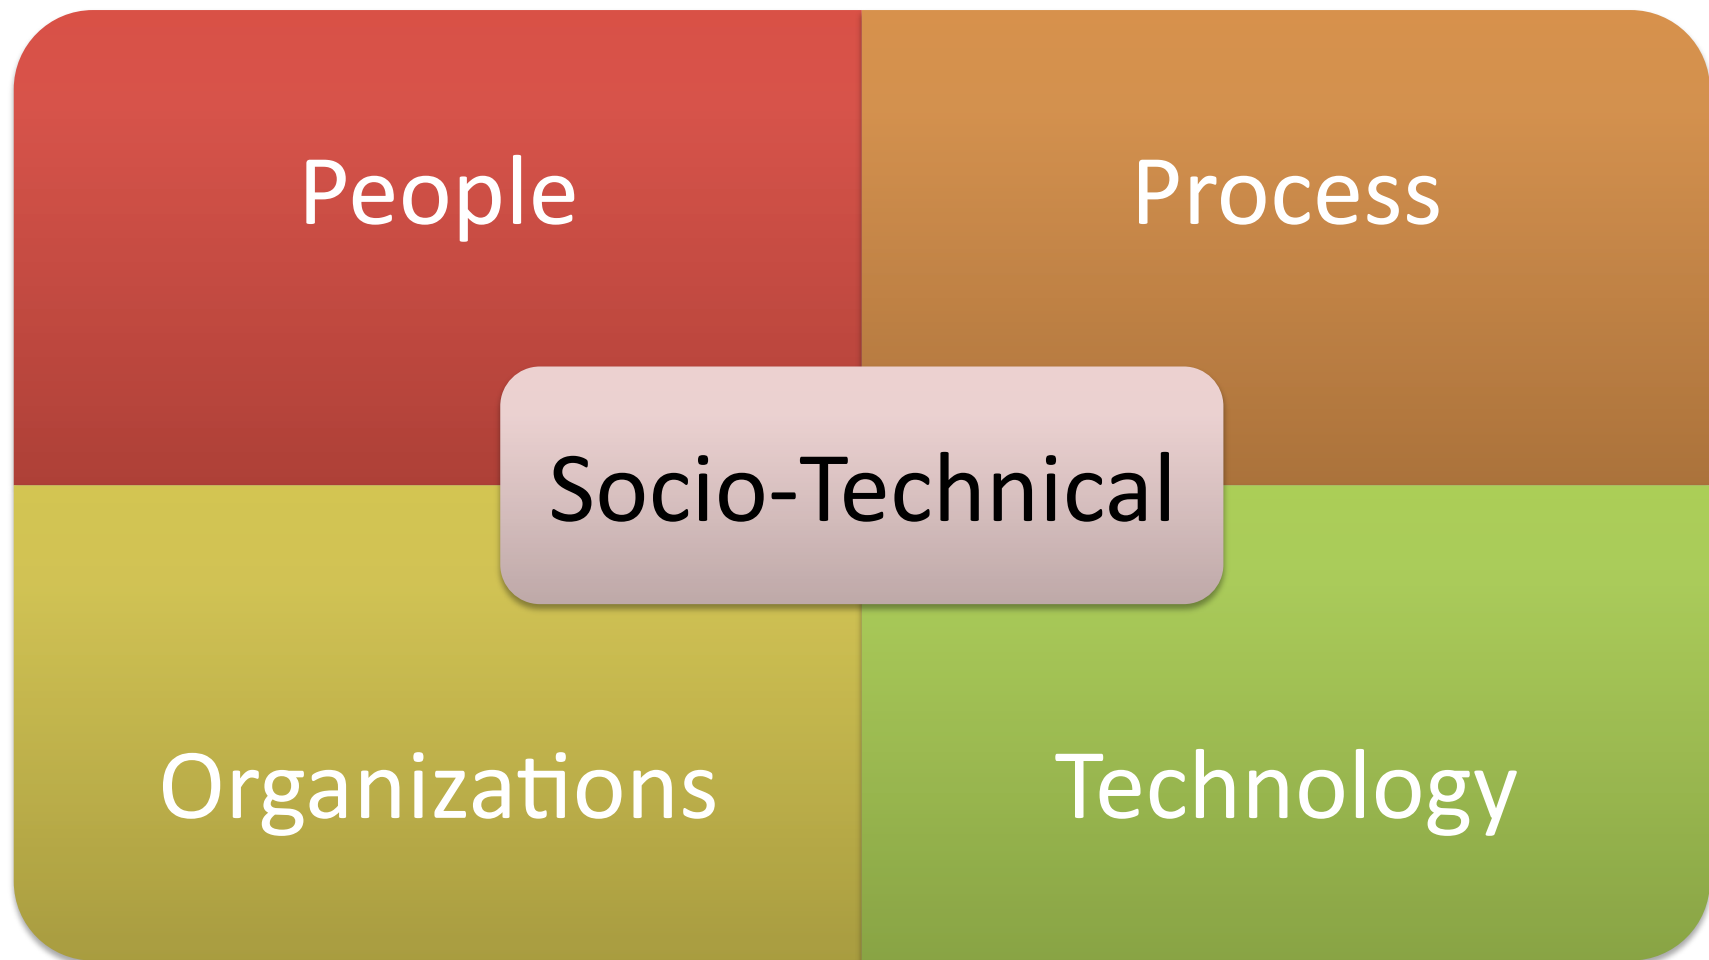 People
Process
Socio-Technical
Organizations
Technology